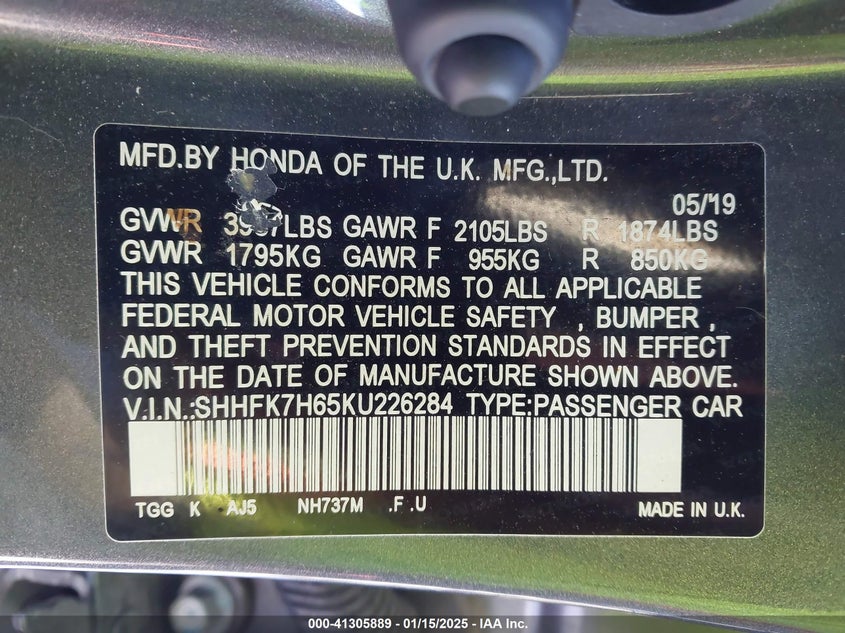 MFD.BY HONDA OF THE U.K. MFG.,LTD.
05/19
GVWR LBS GAWR F 2105LBS R 1874LBS
GVWR 1795KG GAWR F 955KG R 850KG
THIS VEHICLE CONFORMS TO ALL APPLICABLE
FEDERAL MOTOR VEHICLE SAFETY , BUMPER ,
AND THEFT PREVENTION STANDARDS IN EFFECT
ON THE DATE OF MANUFACTURE SHOWN ABOVE.
V.I.N.:SHHFK7H65KU226284 TYPE:PASSENGER CAR
TGG K AJ5 NH737M .F .U MADE IN U.K.
000-41305889 - 01/15/2025 - IAA Inc.